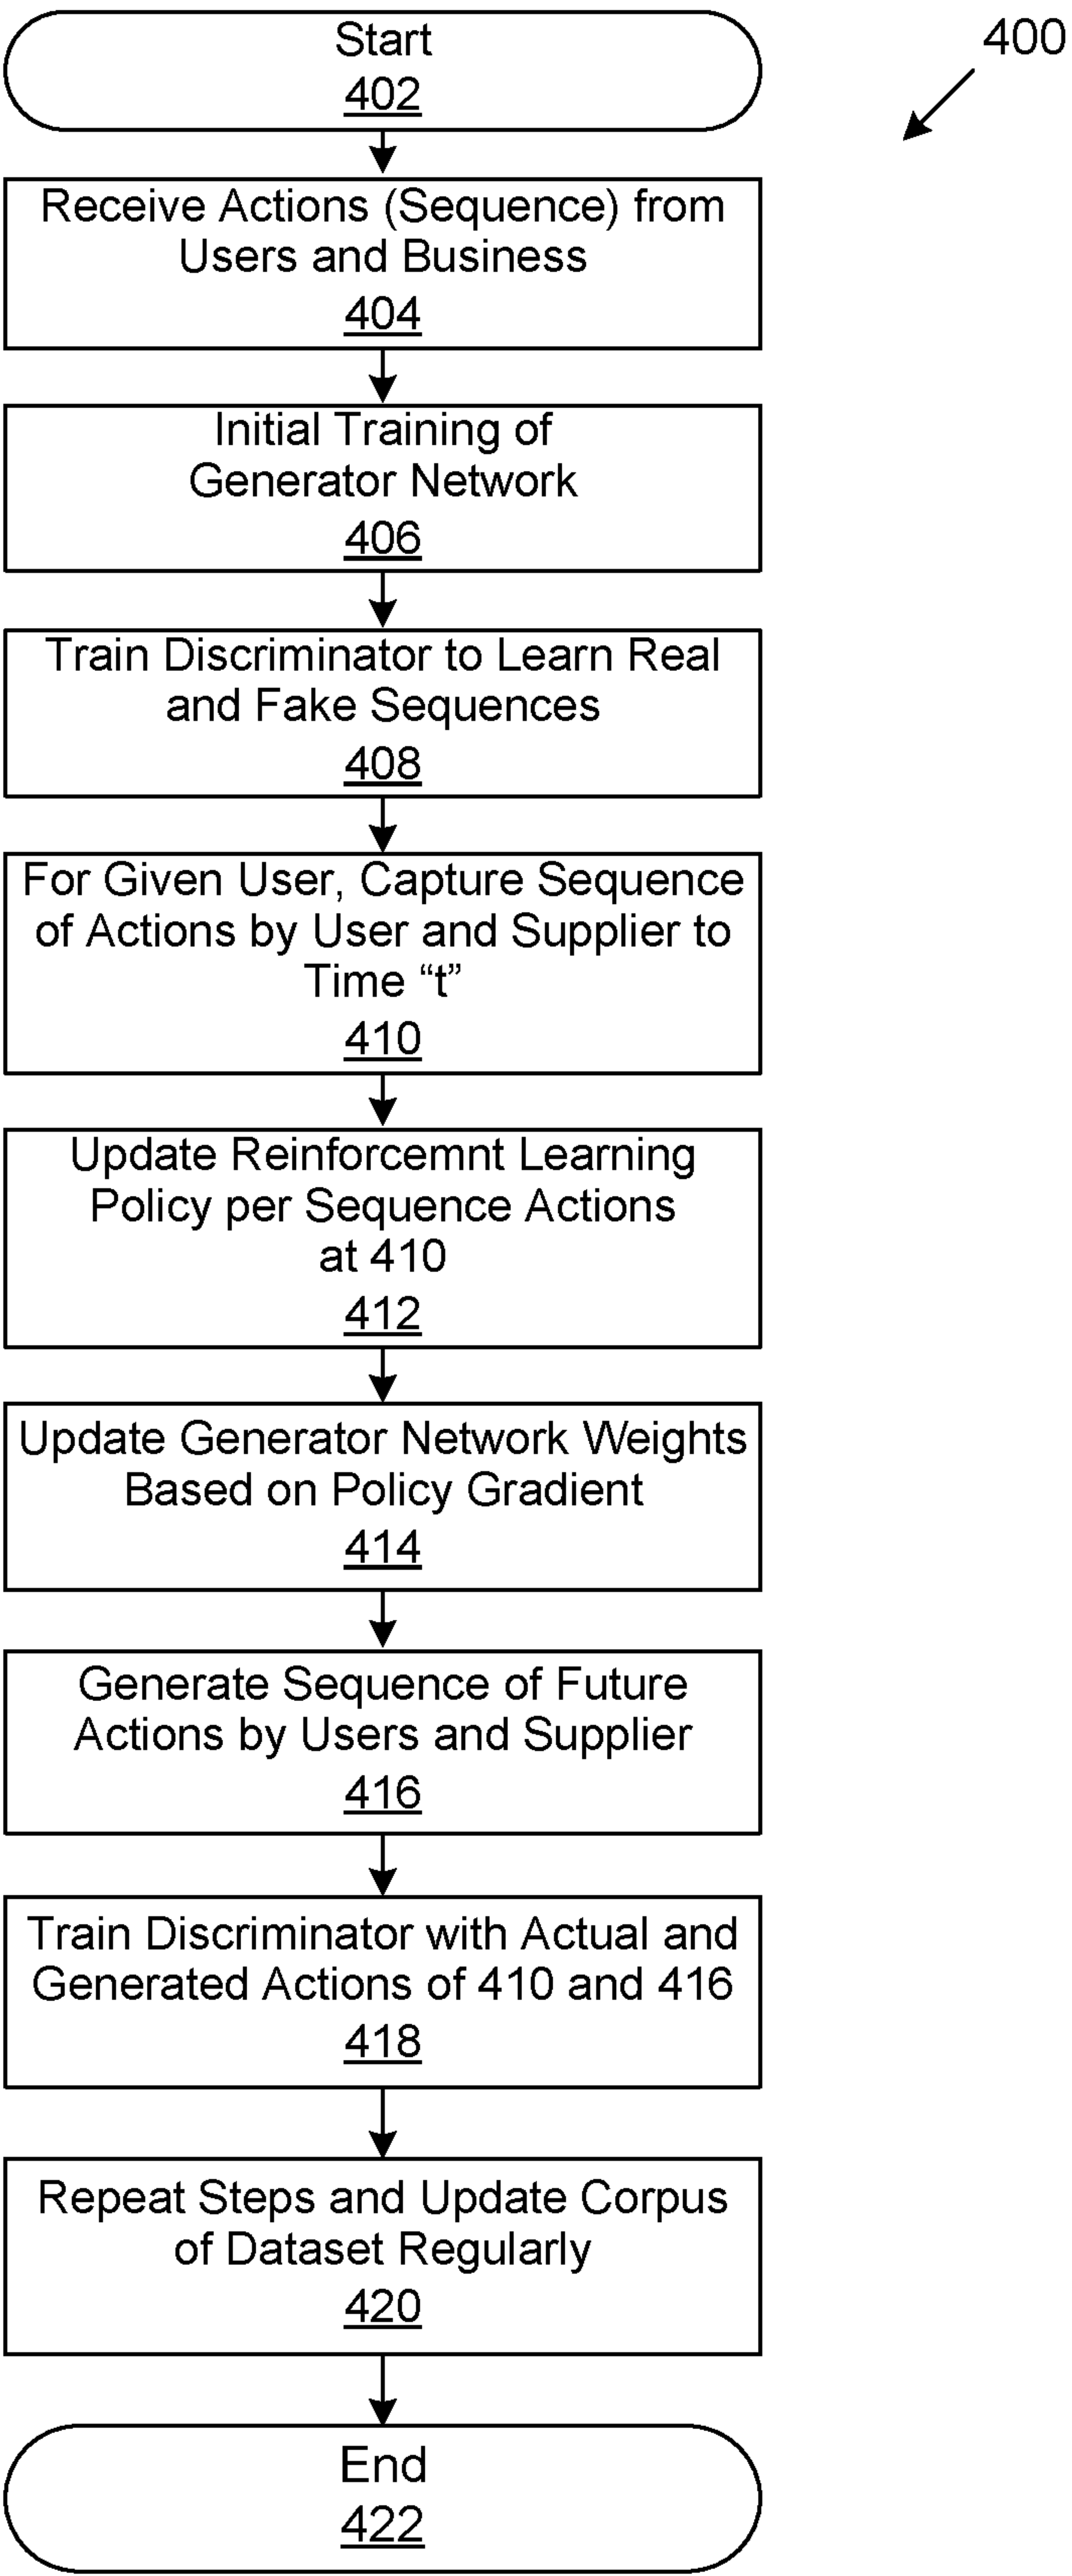 Start
402
400
Receive Actions (Sequence) from
Users and Business
404
Initial Training of
Generator Network
406
Train Discriminator to Learn Real
and Fake Sequences
408
For Given User, Capture Sequence
of Actions by User and Supplier to
Time “t”
410
Update Reinforcemnt Learning
Policy per Sequence Actions
at 410
412
Update Generator Network Weights
Based on Policy Gradient
414
Generate Sequence of Future
Actions by Users and Supplier
416
Train Discriminator with Actual and
Generated Actions of 410 and 416
418
Repeat Steps and Update Corpus
of Dataset Regularly
420
End
422